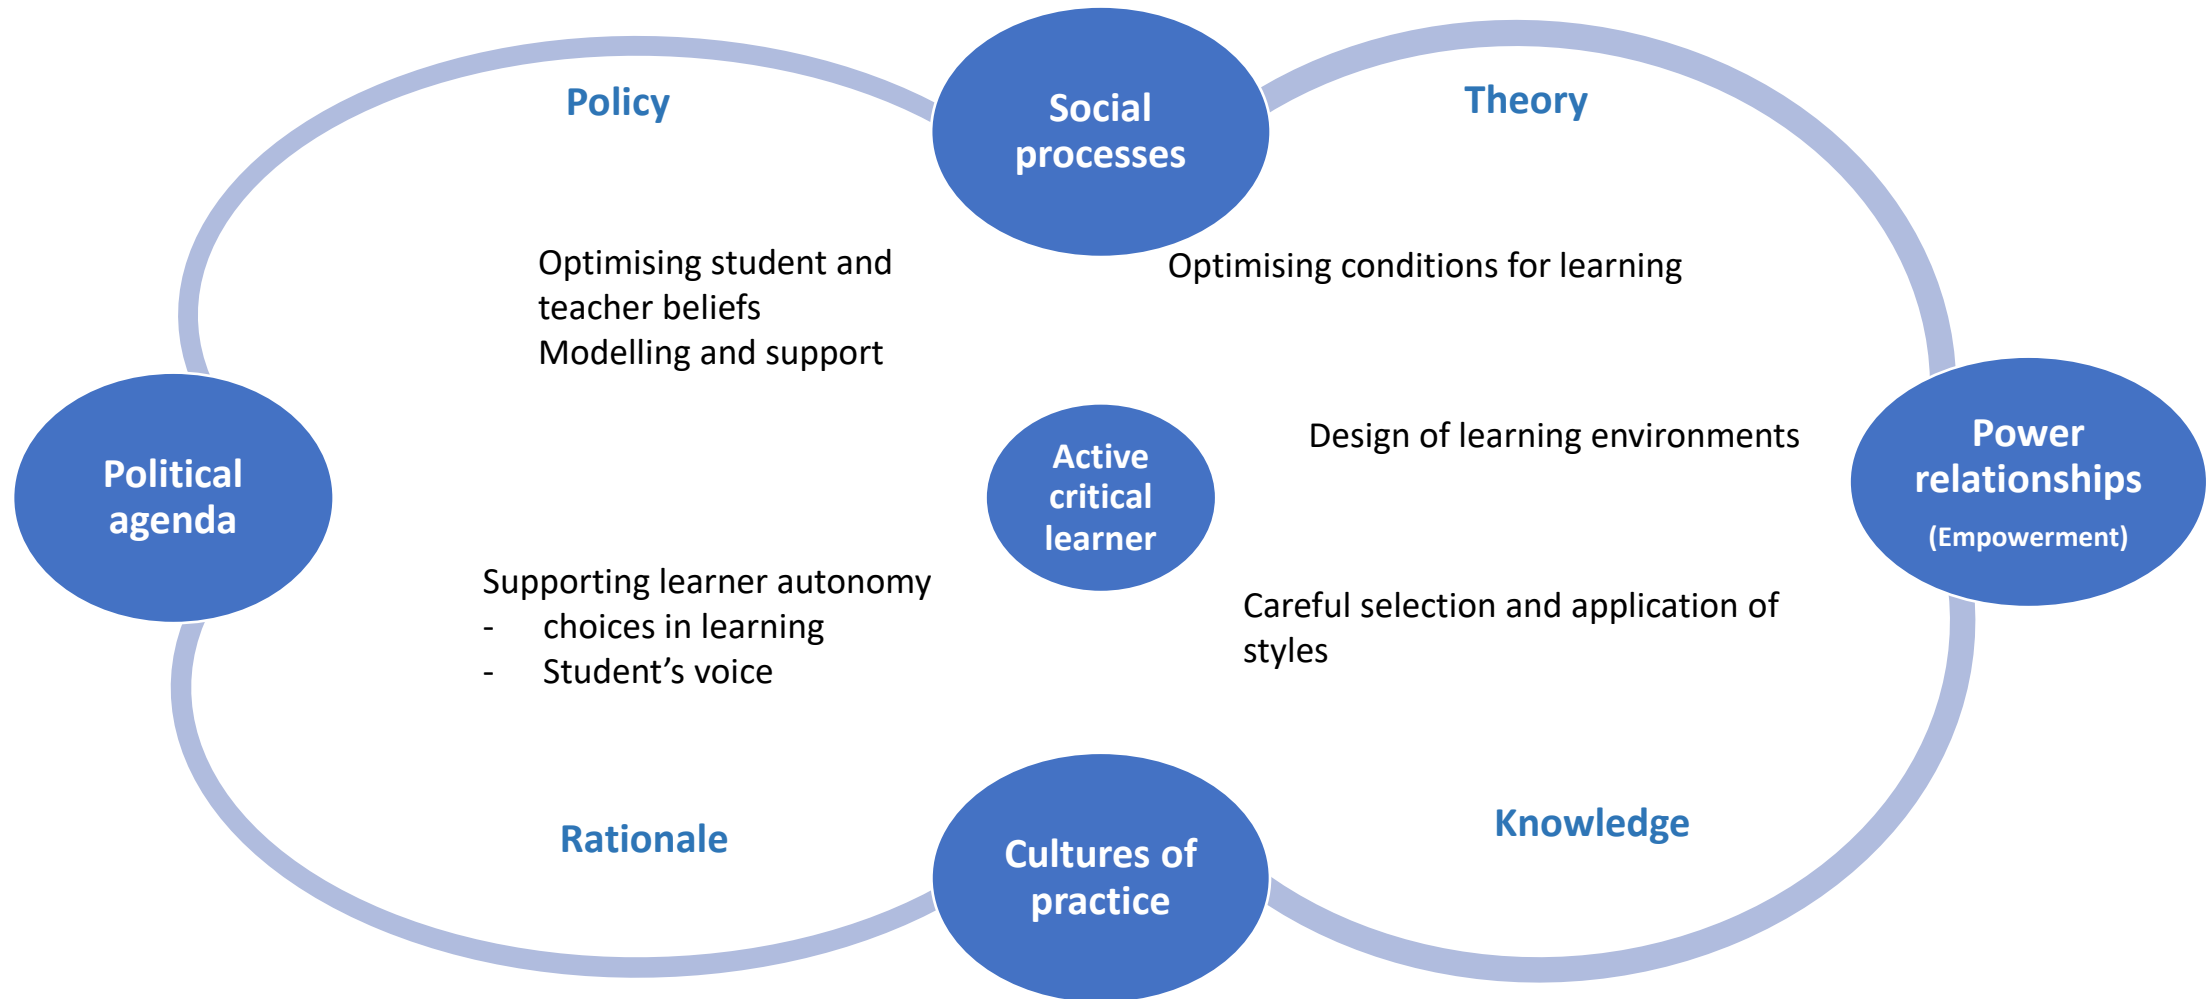 Policy
Social
processes
Theory
Optimising student and
teacher beliefs
Modelling and support
Optimising conditions for learning
Political
agenda
Active
critical
learner
Design of learning environments
Power
relationships
(Empowerment)
Supporting learner autonomy
- choices in learning
- Student’s voice
Careful selection and application of
styles
Rationale
Cultures of
practice
Knowledge